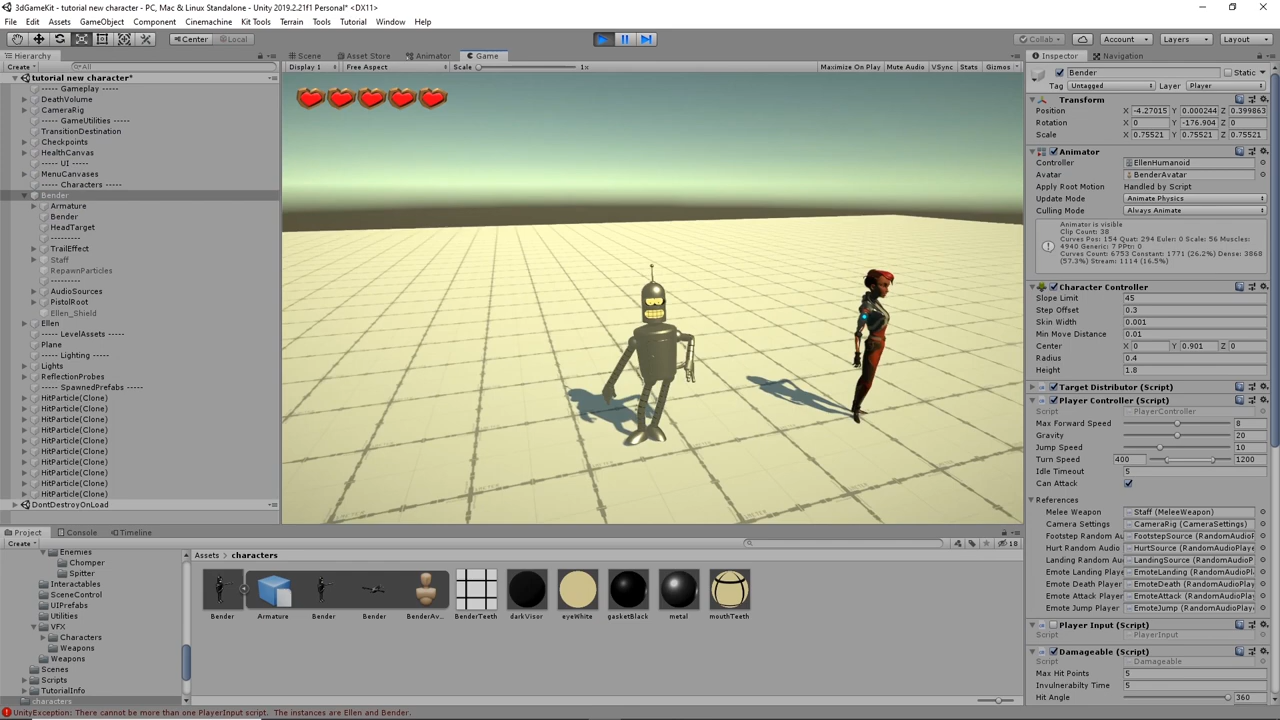 3dGameKit - tutorial new character* - PC, Mac & Linux Standalone - Unity 2019.2.21f1 Personal* <DX11>
File Edit Assets GameObject Component Cinemachine Kit Tools Terrain Tools Tutorial Window Help
Center Local Collab Account Layers Layout
Hierarchy Scene Asset Store Animator Game Inspector Navigation
Create All
Display 1 Free Aspect Scale 1x Maximize On Play Mute Audio VSync Stats Gizmos
tutorial new character*
----- Gameplay -----
DeathVolume
CameraRig
----- GameUtilities -----
TransitionDestination
Checkpoints
HealthCanvas
----- UI -----
MenuCanvases
----- Characters -----
Bender
Armature
Bender
HeadTarget
---------
TrailEffect
Staff
RepawnParticles
---------
AudioSources
PistolRoot
Ellen_Shield
Ellen
----- LevelAssets -----
Plane
----- Lighting -----
Lights
ReflectionProbes
----- SpawnedPrefabs -----
HitParticle(Clone)
HitParticle(Clone)
HitParticle(Clone)
HitParticle(Clone)
HitParticle(Clone)
HitParticle(Clone)
HitParticle(Clone)
HitParticle(Clone)
HitParticle(Clone)
HitParticle(Clone)
DontDestroyOnLoad
Bender Static
Tag Untagged Layer Player
Transform
Position X -4.27015 Y 0.000244 Z 0.399863
Rotation X 0 Y -176.904 Z 0
Scale X 0.75521 Y 0.75521 Z 0.75521
Animator
Controller EllenHumanoid
Avatar BenderAvatar
Apply Root Motion Handled by Script
Update Mode Animate Physics
Culling Mode Always Animate
Animator is visible
Clip Count: 38
Curves Pos: 154 Quat: 294 Euler: 0 Scale: 56 Muscles:
4940 Generic: 7 PPtr: 0
Curves Count: 6753 Constant: 1771 (26.2%) Dense: 3868
(57.3%) Stream: 1114 (16.5%)
Character Controller
Slope Limit 45
Step Offset 0.3
Skin Width 0.001
Min Move Distance 0.01
Center X 0 Y 0.901 Z 0
Radius 0.4
Height 1.8
Target Distributor (Script)
Player Controller (Script)
Script PlayerController
Max Forward Speed 8
Gravity 20
Jump Speed 10
Turn Speed 400 1200
Idle Timeout 5
Can Attack
References
Melee Weapon Staff (MeleeWeapon)
Camera Settings CameraRig (CameraSettings)
Footstep Random Au FootstepSource (RandomAudioP
Hurt Random Audio HurtSource (RandomAudioPlaye
Landing Random Aud LandingSource (RandomAudioPl
Emote Landing Player EmoteLanding (RandomAudioPla
Emote Death Player EmoteDeath (RandomAudioPlay
Emote Attack Player EmoteAttack (RandomAudioPlay
Emote Jump Player EmoteJump (RandomAudioPlaye
Player Input (Script)
Script PlayerInput
Damageable (Script)
Script Damageable
Max Hit Points 5
Invulnerabilty Time 5
Hit Angle 360
Project Console Timeline
Create 18
Enemies
Chomper
Spitter
Interactables
SceneControl
UIPrefabs
Utilities
VFX
Characters
Weapons
Weapons
Scenes
Scripts
TutorialInfo
characters
Assets characters
Bender Armature Bender Bender BenderAv... BenderTeeth darkVisor eyeWhite gasketBlack metal mouthTeeth
UnityException: There cannot be more than one PlayerInput script. The instances are Ellen and Bender.